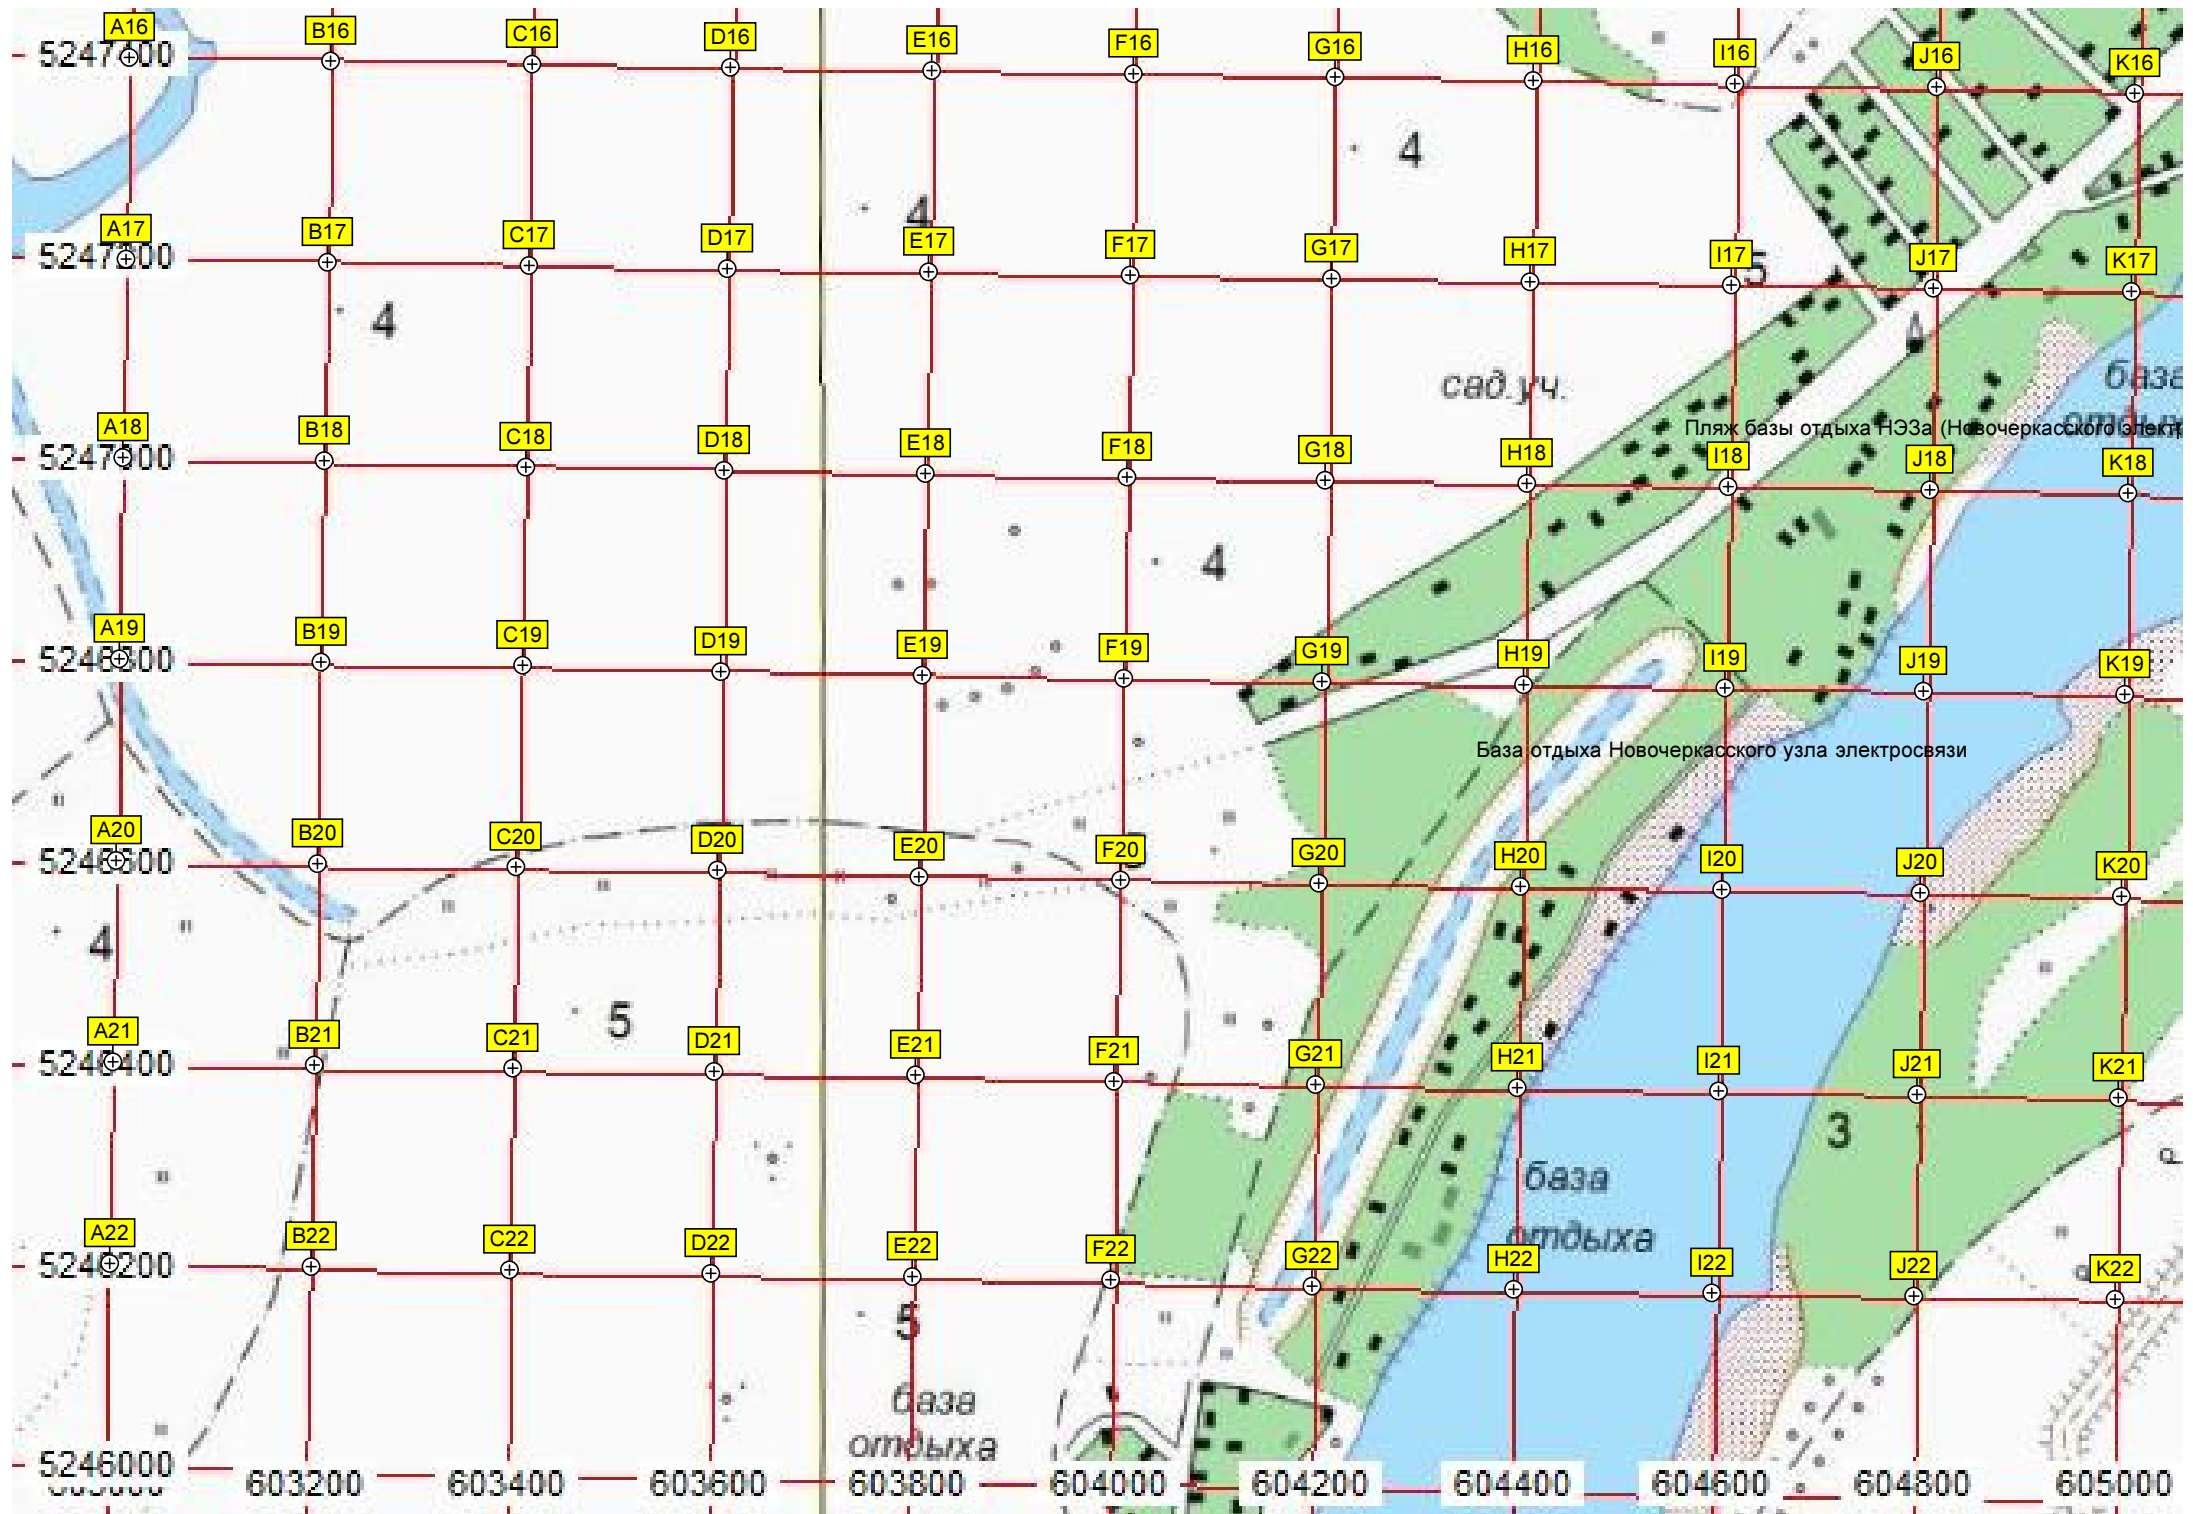 A16 B16 C16 D16 E16 F16 G16 H16 I16 J16 K16
4
4
A17 B17 C17 D17 E17 F17 G17 H17 I17 J17 K17
5
4
4
сад.уч.
база
Пляж базы отдыха НЭЗа (Новочеркасского элект
A18 B18 C18 D18 E18 F18 G18 H18 I18 J18 K18
4
A19 B19 C19 D19 E19 F19 G19 H19 I19 J19 K19
База отдыха Новочеркасского узла электросвязи
A20 B20 C20 D20 E20 F20 G20 H20 I20 J20 K20
4
5
A21 B21 C21 D21 E21 F21 G21 H21 I21 J21 K21
5246400
3
база
отдыха
A22 B22 C22 D22 E22 F22 G22 H22 I22 J22 K22
5246200
5
база
отдыха
5246000
603200 603400 603600 603800 604000 604200 604400 604600 604800 605000